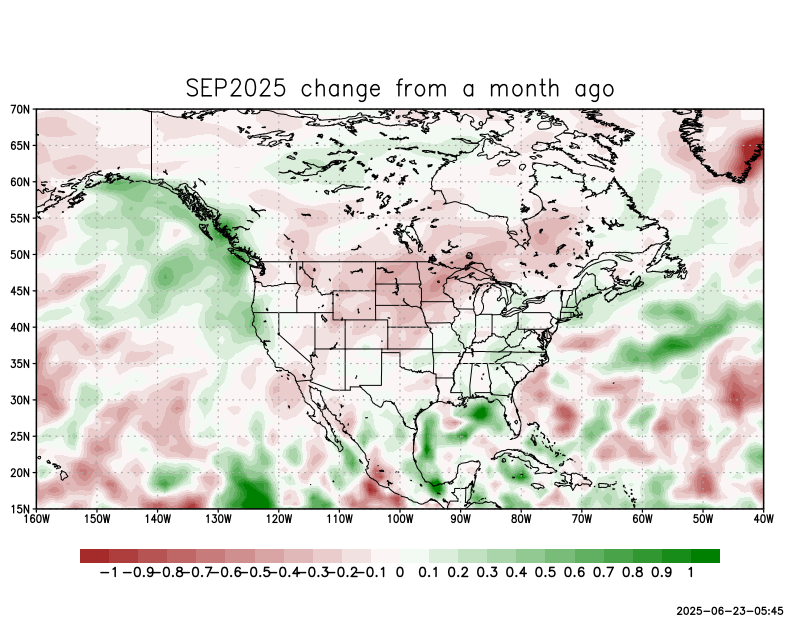 SEP2025 change from a month ago
70N
65N
60N
55N
50N
45N
40N
35N
30N
25N
20N
15N
160W 150W 140W 130W 120W 110W 100W 90W 80W 70W 60W 50W 40W
-1 -0.9 -0.8 -0.7 -0.6 -0.5 -0.4 -0.3 -0.2 -0.1 0 0.1 0.2 0.3 0.4 0.5 0.6 0.7 0.8 0.9 1
2025-06-23-05:45